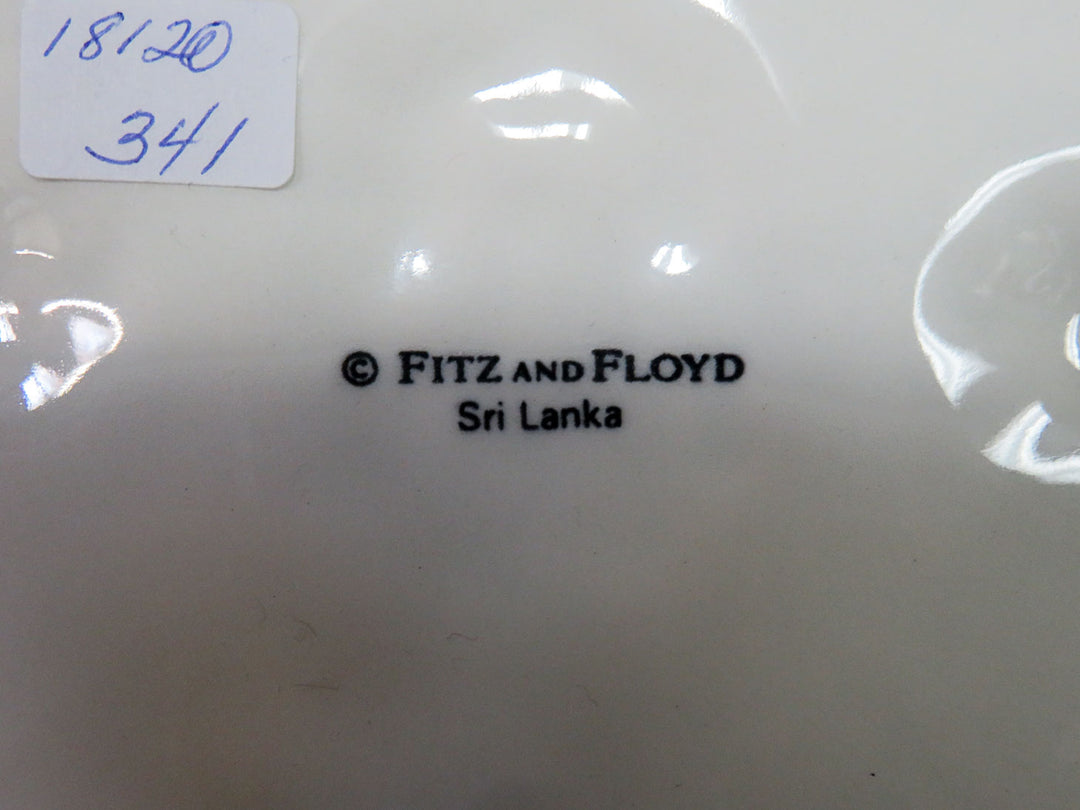 18120
341
© FITZ AND FLOYD
Sri Lanka